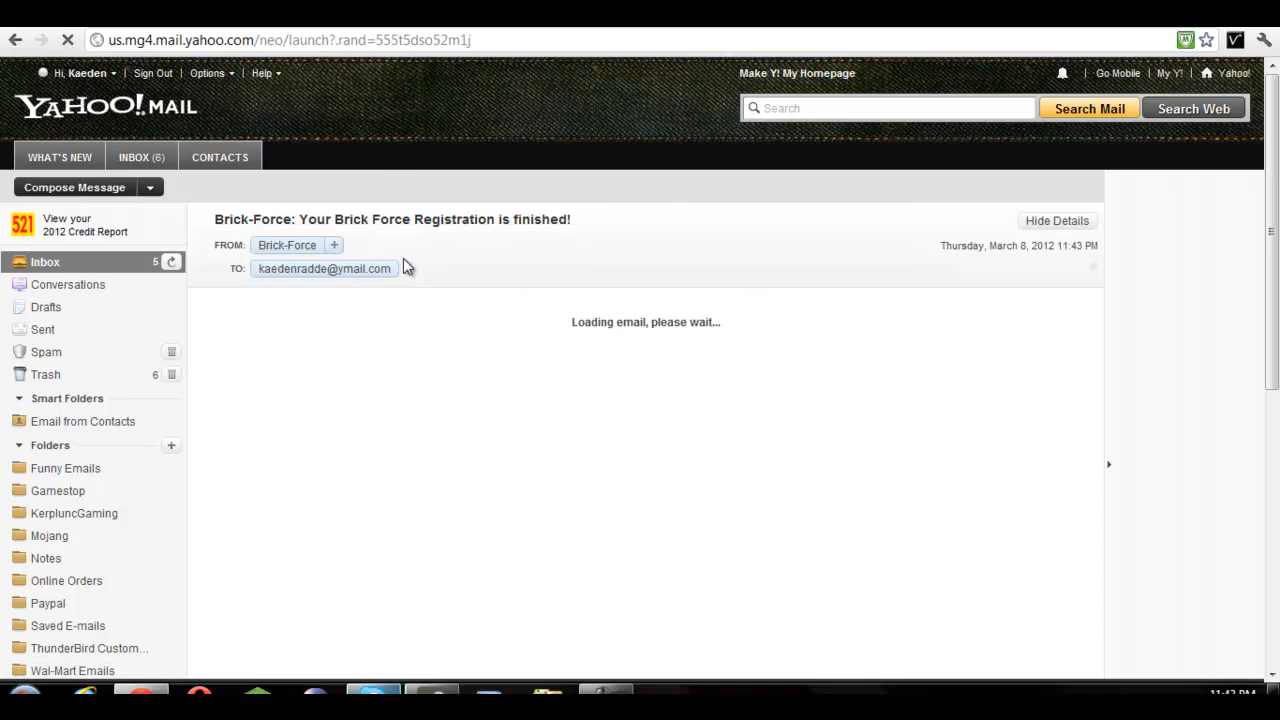 us.mg4.mail.yahoo.com/neo/launch?.rand=555t5dso52m1j
Hi, Kaeden
Sign Out
Options
Help
Make Y! My Homepage
Go Mobile
My Y!
Yahoo!
YAHOO! MAIL
Search
Search Mail
Search Web
WHAT'S NEW
INBOX (6)
CONTACTS
Compose Message
521
View your
2012 Credit Report
Brick-Force: Your Brick Force Registration is finished!
Hide Details
FROM: Brick-Force +
Thursday, March 8, 2012 11:43 PM
TO: kaedenradde@ymail.com
Loading email, please wait...
Inbox 5
Conversations
Drafts
Sent
Spam
Trash 6
Smart Folders
Email from Contacts
Folders +
Funny Emails
Gamestop
KerpluncGaming
Mojang
Notes
Online Orders
Paypal
Saved E-mails
ThunderBird Custom...
Wal-Mart Emails